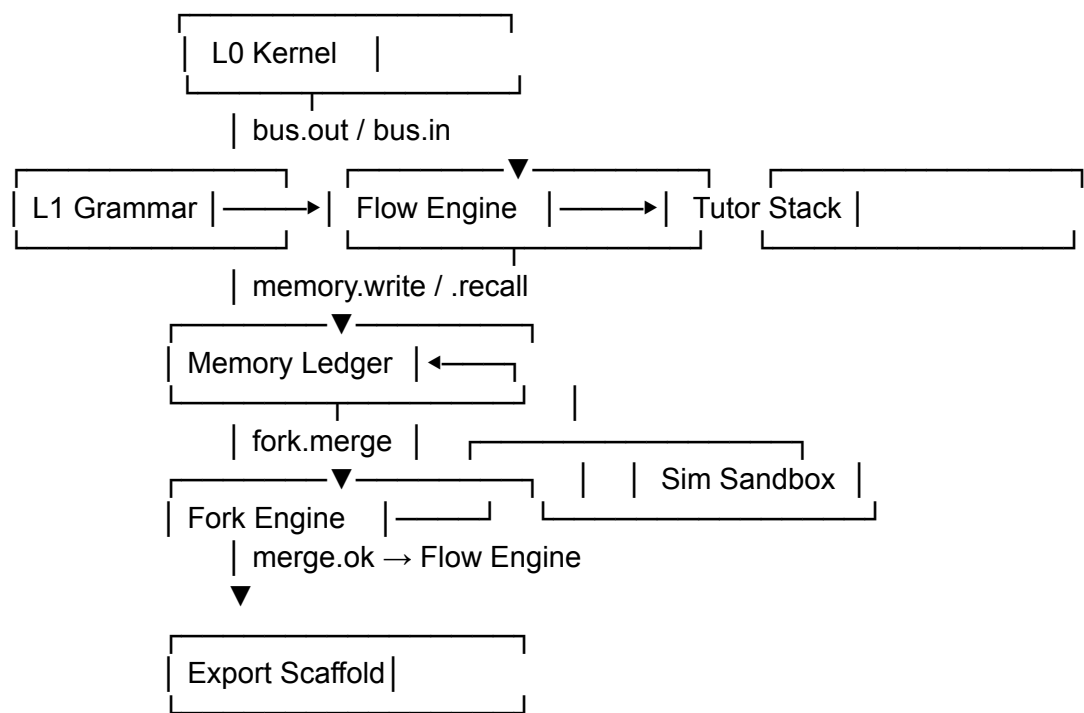 L0 Kernel
bus.out / bus.in
L1 Grammar Flow Engine Tutor Stack
memory.write / .recall
Memory Ledger
fork.merge
Sim Sandbox
Fork Engine
merge.ok → Flow Engine
Export Scaffold